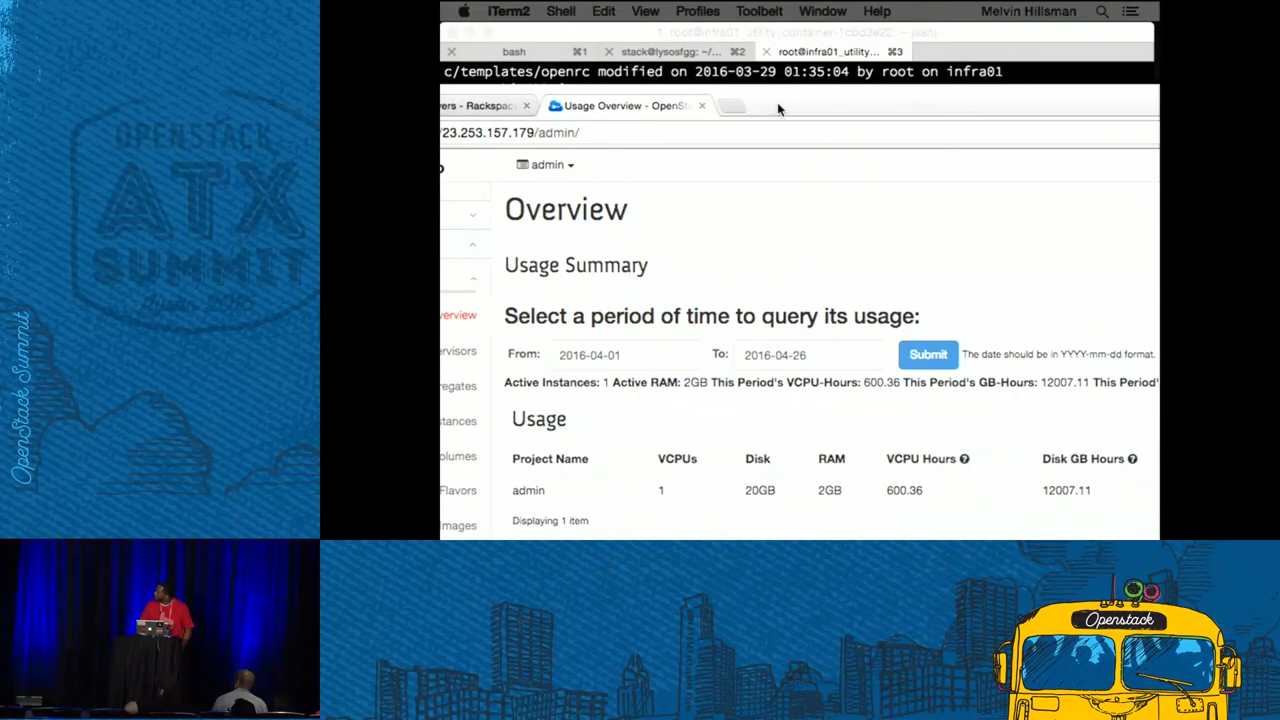 iTerm2 Shell Edit View Profiles Toolbelt Window Help Melvin Hillsman
bash ⌘1 stack@lysosfgg: ~/... ⌘2 root@infra01_utility... ⌘3
c/templates/openrc modified on 2016-03-29 01:35:04 by root on infra01
ers - Rackspac Usage Overview - OpenSt
/23.253.157.179/admin/
admin
Overview
Usage Summary
Select a period of time to query its usage:
From: 2016-04-01 To: 2016-04-26 Submit The date should be in YYYY-mm-dd format.
Active Instances: 1 Active RAM: 2GB This Period's VCPU-Hours: 600.36 This Period's GB-Hours: 12007.11 This Period'
Usage
Project Name VCPUs Disk RAM VCPU Hours Disk GB Hours
admin 1 20GB 2GB 600.36 12007.11
Displaying 1 item
verview
ervisors
regates
stances
olumes
Flavors
mages
OPENSTACK
ATX
SUMMIT
OpenStack Summit
Openstack